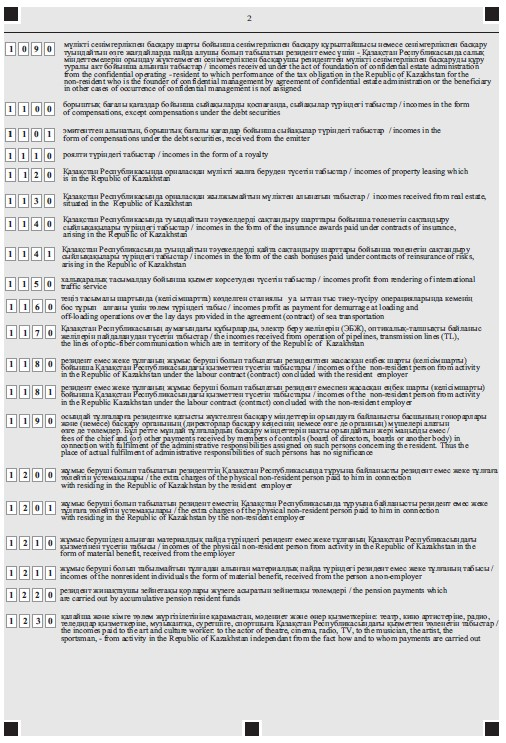 2
1 0 9 0 мүлікті сенімгерлікпен басқару шарты бойынша сенімгерлікпен басқару құрылтайшысы немесе сенімгерлікпен басқару
туындайтын өзге жағдайларда пайда алушы болып табылатын резидент емес үшін - Қазақстан Республикасында салық
міндеттемелерін орындау жүктелмеген сенімгерлікпен басқарушы резиденттен мүлікті сенімгерлікпен басқаруды құру
туралы акт бойынша алынған табыстар / incomes received under the act of foundation of confidential estate administration
from the confidential operating - resident to which performance of the tax obligation in the Republic of Kazakhstan for the
non-resident who is the founder of confidential management by agreement of confidential estate administration or the beneficiary
in other cases of occurrence of confidential management is not assigned
1 1 0 0 борыштық бағалы қағаздар бойынша сыйақыларды қоспағанда, сыйақылар түріндегі табыстар / incomes in the form
of compensations, except compensations under the debt securities
1 1 0 1 эмитенттен алынатын, борыштық бағалы қағаздар бойынша сыйақылар түріндегі табыстар / incomes in the
form of compensations under the debt securities, received from the emitter
1 1 1 0 роялти түріндегі табыстар / incomes in the form of a royalty
1 1 2 0 Қазақстан Республикасында орналасқан мүлікті жалға беруден түсетін табыстар / incomes of property leasing which
is in the Republic of Kazakhstan
1 1 3 0 Қазақстан Республикасында орналасқан жылжымайтын мүліктен алынатын табыстар / incomes received from real estate,
situated in the Republic of Kazakhstan
1 1 4 0 Қазақстан Республикасында туындайтын тәуекелдерді сақтандыру шарттары бойынша төленетін сақтандыру
сыйлықақылары түріндегі табыстар / incomes in the form of the insurance awards paid under contracts of insurance,
arising in the Republic of Kazakhstan
1 1 4 1 Қазақстан Республикасында туындайтын тәуекелдерді қайта сақтандыру шарттары бойынша төленетін сақтандыру
сыйлықақылары түріндегі табыстар / incomes in the form of the cash bonuses paid under contracts of reinsurance of risks,
arising in the Republic of Kazakhstan
1 1 5 0 халықаралық тасымалдау бойынша қызмет көрсетуден түсетін табыстар / incomes profit from rendering of international
traffic service
1 1 6 0 теңіз тасымалы шартында (келісімшартта) көзделген сталиялы уа ытган тыс тиеу-түсіру операцияларында кеменің
бос тұрып алғаны үшін төлем түріндегі табыс / incomes profit as payment for demurrage at loading and
off-loading operations over the lay days provided in the agreement (contract) of sea transportation
1 1 7 0 Қазақстан Республикасының аумағындағы құбырларды, электр беру желілерін (ЭБЖ), оптикалық-талшықты байланыс
желілерін пайдаланудан түсетін табыстар / the incomes received from operation of pipelines, transmission lines (TL),
the lines of optic-fiber communication which are in territory of the Republic of Kazakhstan
1 1 8 0 резидент емес жеке тұлғаның жұмыс беруші болып табылатын резидентпен жасасқан еңбек шарты (келісімшарты)
бойынша Қазақстан Республикасындағы қызметтен түсетін табыстары / incomes of the non-resident person from activity
in the Republic of Kazakhstan under the labour contract (contract) concluded with the resident employer
1 1 8 1 резидент емес жеке тұлғаның жұмыс беруші болып табылатын резидент емеспен жасасқан еңбек шарты (келісімшарты)
бойынша Қазақстан Республикасындағы қызметтен түсетін табыстары / incomes of the non-resident person from activity
in the Republic of Kazakhstan under the labour contract (contract) concluded with the non-resident employer
1 1 9 0 осындай тұлғаларға резидентке қатысты жүктелген басқару міндеттерін орындауға байланысты басшының гонорарлары
және (немесе) басқару органының (директорлар басқару кеңесінің немесе өзге де органның) мүшелері алатын
өзге де төлемдер. Бұл ретте мұндай тұлғалардың басқару міндеттерін нақты орындайтын жері маңызды емес /
fees of the chief and (or) other payments received by members of controls (board of directors, boards or another body) in
connection with fulfilment of the administrative responsibilities assigned on such persons concerning the resident. Thus the
place of actual fulfilment of administrative responsibilities of such persons has no significance
1 2 0 0 жұмыс беруші болып табылатын резиденттің Қазақстан Республикасында тұруына байланысты резидент емес жеке тұлғаға
төлейтін үстемақылары / the extra charges of the physical non-resident person paid to him in connection
with residing in the Republic of Kazakhstan by the resident employer
1 2 0 1 жұмыс беруші болып табылатын резидент еместің Қазақстан Республикасында тұруына байланысты резидент емес жеке
тұлғаға төлейтін үстемақылары / the extra charges of the physical non-resident person paid to him in connection
with residing in the Republic of Kazakhstan by the non-resident employer
1 2 1 0 жұмыс берушіден алынған материалдық пайда түріндегі резидент емес жеке тұлғаның Қазақстан Республикасындағы
қызметінен түсетін табысы / incomes of the physical non-resident person from activity in the Republic of Kazakhstan in the
form of material benefit, received from the employer
1 2 1 1 жұмыс беруші болып табылмайтын тұлғадан алынған материалдық пайда түріндегі резидент емес жеке тұлғаның табысы /
incomes of the nonresident individuals the form of material benefit, received from the person a non-employer
1 2 2 0 резидент жинақтаушы зейнетақы қорлары жүзеге асыратын зейнетақы төлемдері / the pension payments which
are carried out by accumulative pension resident funds
1 2 3 0 қалайша және кімге төлем жүргізілетініне қарамастан, мәдениет және өнер қызметкеріне: театр, кино артистеріне, радио,
теледидар қызметкеріне, музыкантқа, суретшіге, спортшыға Қазақстан Республикасындағы қызметтен төленетін табыстар /
the incomes paid to the art and culture worker: to the actor of theatre, cinema, radio, TV, to the musician, the artist, the
sportsman, - from activity in the Republic of Kazakhstan independant from the fact how and to whom payments are carried out